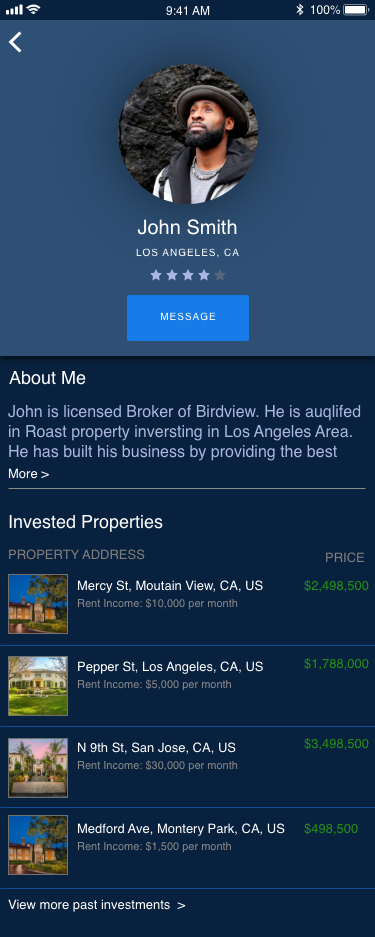 9:41 AM
100%
John Smith
LOS ANGELES, CA
MESSAGE
About Me
John is licensed Broker of Birdview. He is auqlifed
in Roast property inversting in Los Angeles Area.
He has built his business by providing the best
More >
Invested Properties
PROPERTY ADDRESS
PRICE
Mercy St, Moutain View, CA, US
$2,498,500
Rent Income: $10,000 per month
Pepper St, Los Angeles, CA, US
$1,788,000
Rent Income: $5,000 per month
N 9th St, San Jose, CA, US
$3,498,500
Rent Income: $30,000 per month
Medford Ave, Montery Park, CA, US
$498,500
Rent Income: $1,500 per month
View more past investments >